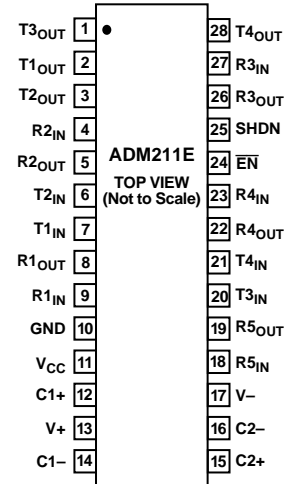 T3OUT 1
T1OUT 2
T2OUT 3
R2IN 4
R2OUT 5
T2IN 6
T1IN 7
R1OUT 8
R1IN 9
GND 10
VCC 11
C1+ 12
V+ 13
C1– 14
ADM211E
TOP VIEW
(Not to Scale)
28 T4OUT
27 R3IN
26 R3OUT
25 SHDN
24 E̅N̅
23 R4IN
22 R4OUT
21 T4IN
20 T3IN
19 R5OUT
18 R5IN
17 V–
16 C2–
15 C2+